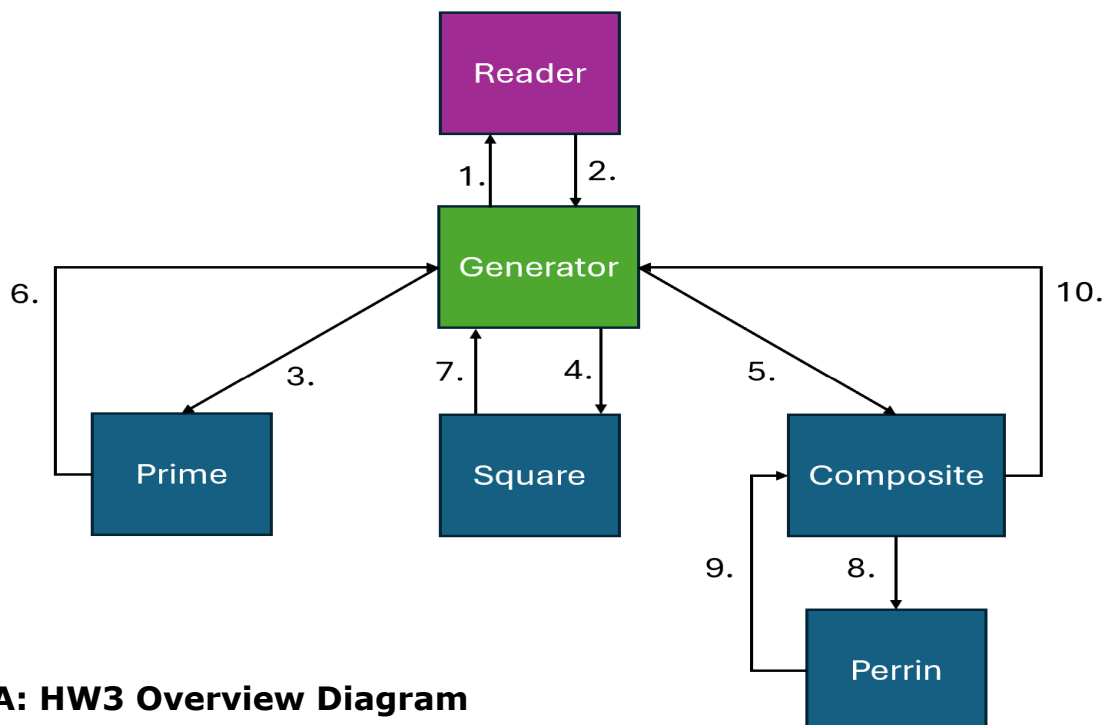 Reader
1.
2.
Generator
6.
10.
3.
7.
4.
5.
Prime
Square
Composite
9.
8.
Perrin
A: HW3 Overview Diagram